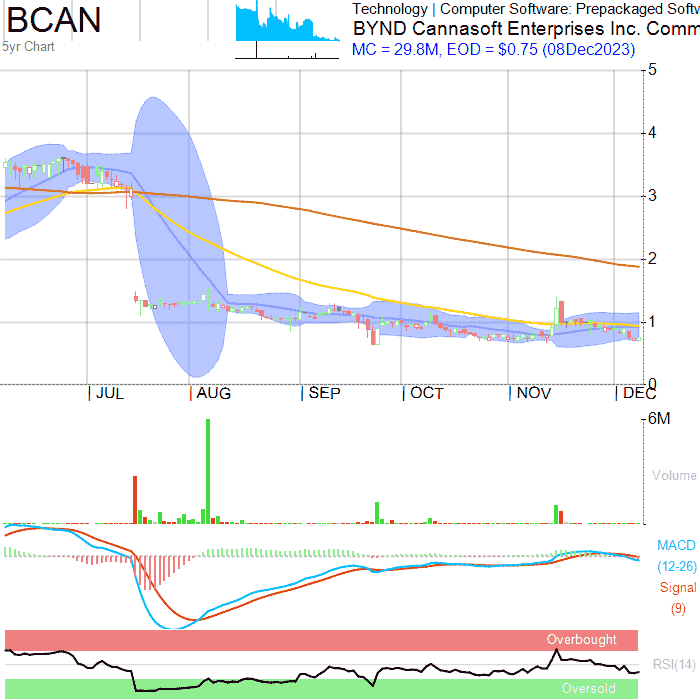 BCAN
5yr Chart
Technology | Computer Software: Prepackaged Softw
BYND Cannasoft Enterprises Inc. Comm
MC = 29.8M, EOD = $0.75 (08Dec2023)
5
4
3
2
1
0
JUL AUG SEP OCT NOV DEC
6M
Volume
MACD
(12-26)
Signal
(9)
Overbought
RSI(14)
Oversold